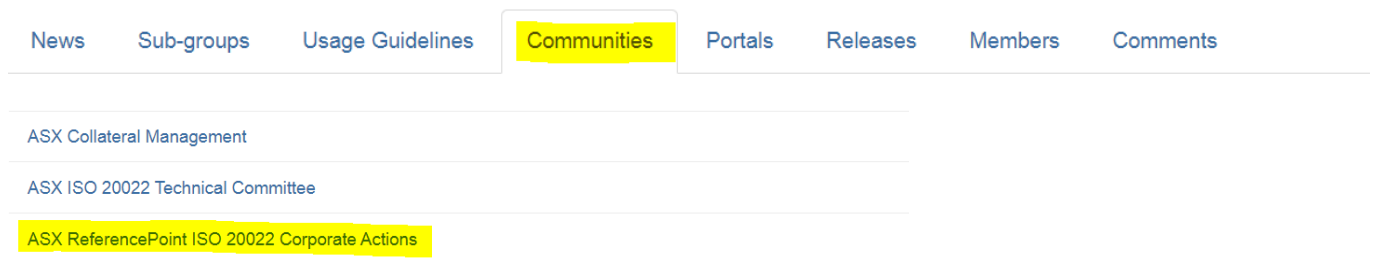 News Sub-groups Usage Guidelines Communities Portals Releases Members Comments
ASX Collateral Management
ASX ISO 20022 Technical Committee
ASX ReferencePoint ISO 20022 Corporate Actions